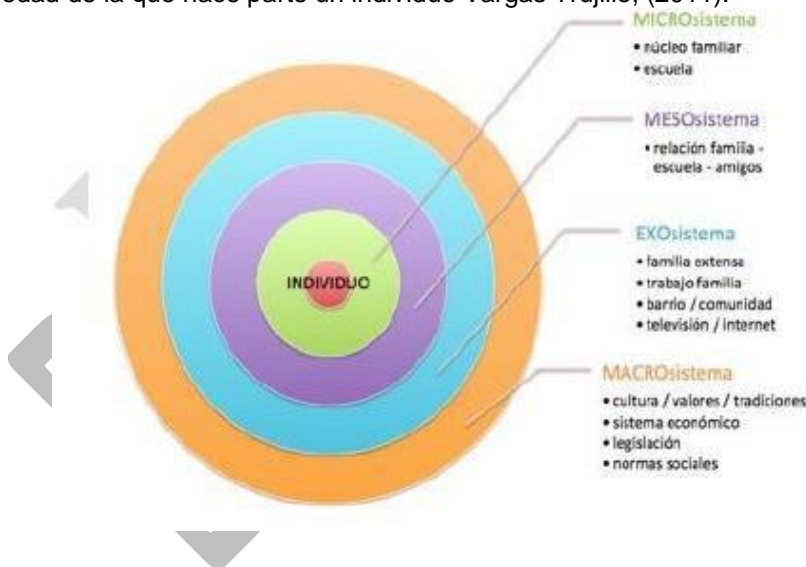 edad de la que hace parte un individuo Vargas Trujillo, (2011).
MICROsistema
• núcleo familiar
• escuela
MESOsistema
• relación familia -
escuela - amigos
EXOsistema
• familia extensa
• trabajo familia
• barrio / comunidad
• televisión / internet
INDIVIDUO
MACROsistema
• cultura / valores / tradiciones
• sistema económico
• legislación
• normas sociales